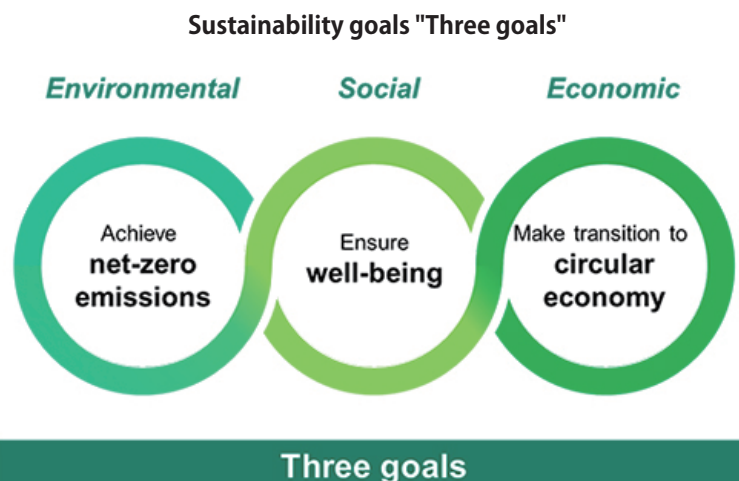 Sustainability goals "Three goals"
Environmental
Social
Economic
Achieve
net-zero
emissions
Ensure
well-being
Make transition to
circular
economy
Three goals